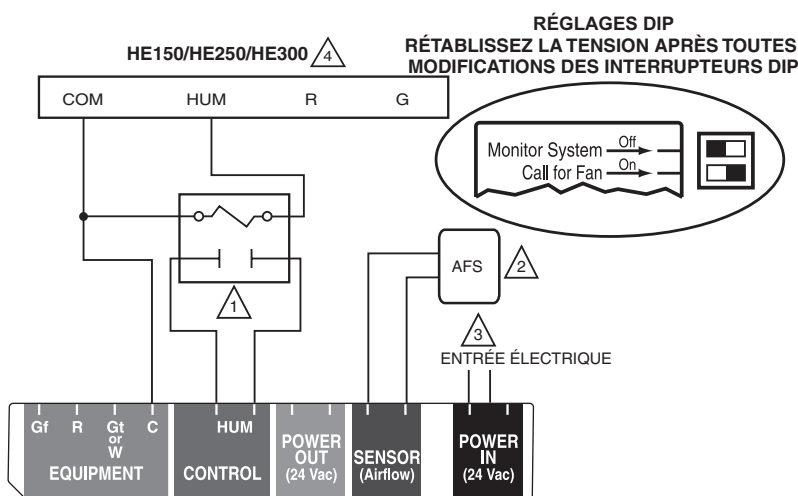 RÉGLAGES DIP
RÉTABLISSEZ LA TENSION APRÈS TOUTES
MODIFICATIONS DES INTERRUPTEURS DIP
HE150/HE250/HE300 4
COM HUM R G
Monitor System Off
Call for Fan On
AFS 2
1
3
ENTRÉE ÉLECTRIQUE
Gf R Gt or W C
EQUIPMENT
HUM
CONTROL
POWER
OUT
(24 Vac)
SENSOR
(Airflow)
POWER
IN
(24 Vac)